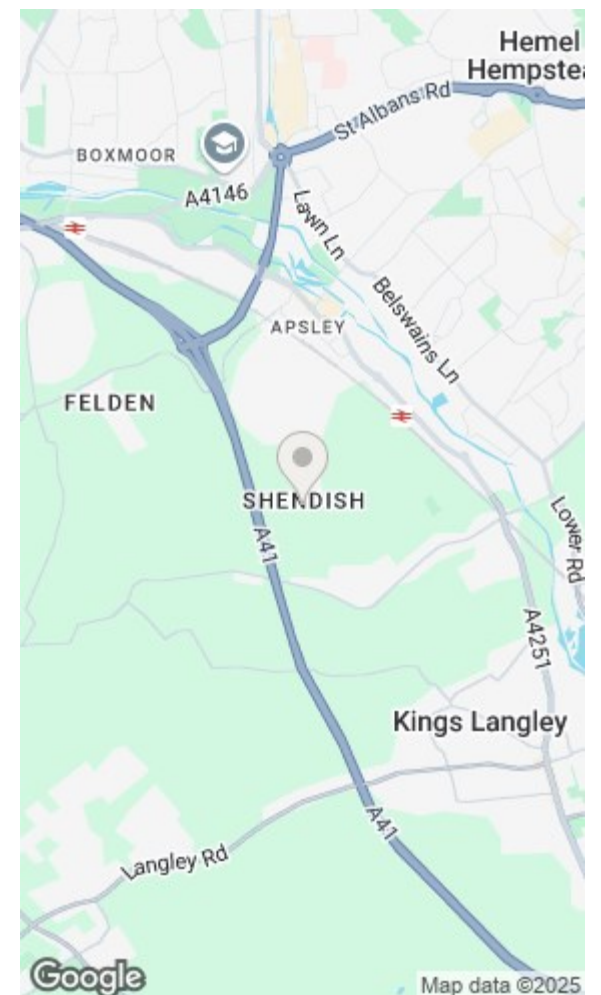 Hemel
Hempste
St Albans Rd
BOXMOOR
A4146
Lawn Ln
Belswains Ln
APSLEY
FELDEN
SHENDISH
A41
Lower Rd
A4251
Kings Langley
A41
Langley Rd
Google
Map data ©2025